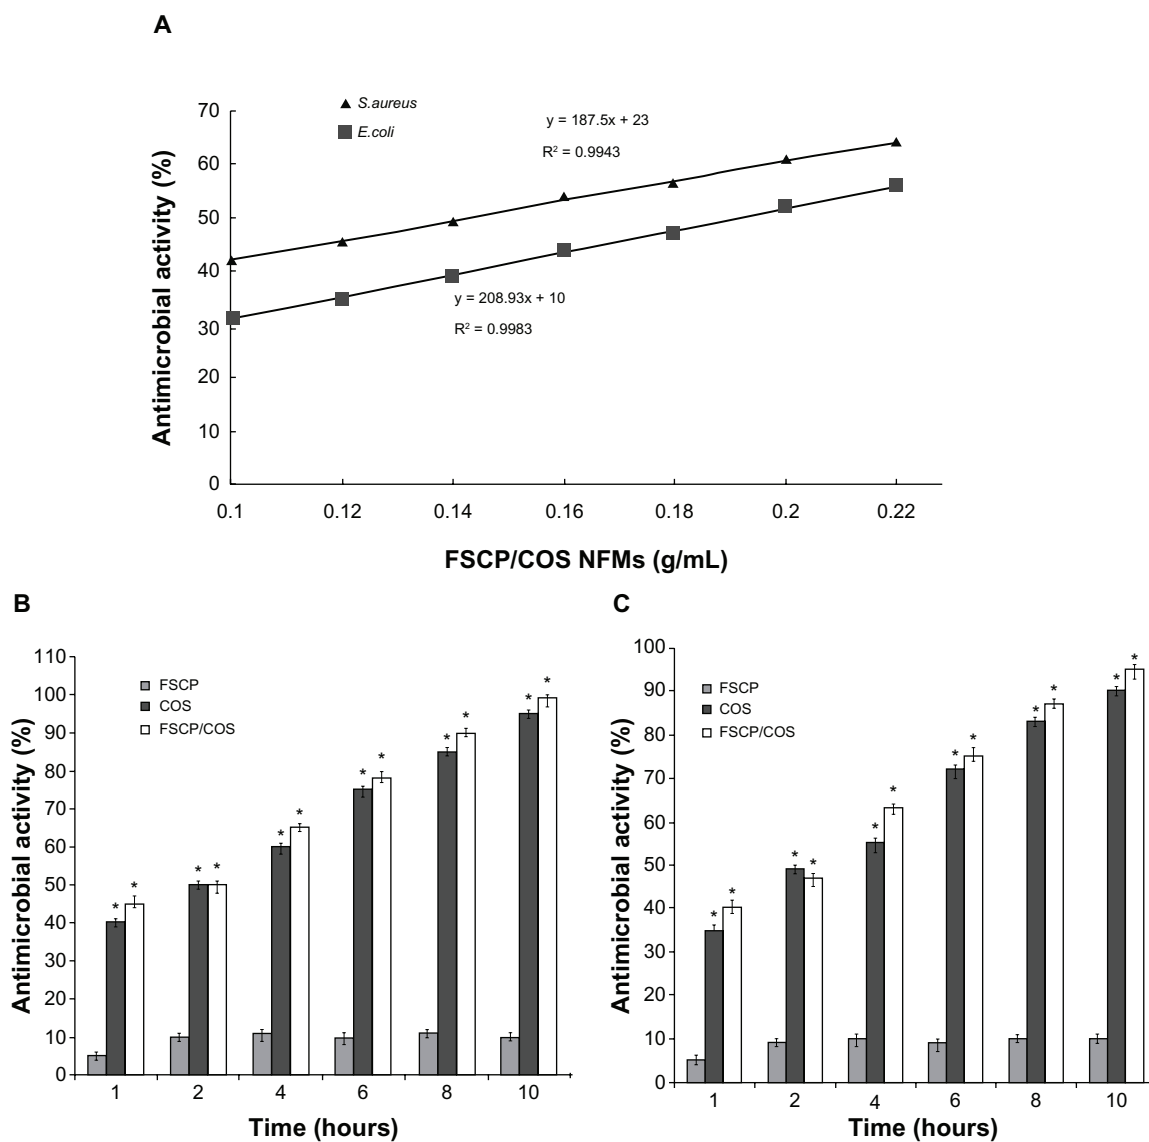 A
S.aureus
E.coli
y = 187.5x + 23
R² = 0.9943
y = 208.93x + 10
R² = 0.9983
Antimicrobial activity (%)
70
60
50
40
30
20
10
0
0.1 0.12 0.14 0.16 0.18 0.2 0.22
FSCP/COS NFMs (g/mL)
B
FSCP
COS
FSCP/COS
Antimicrobial activity (%)
110
100
90
80
70
60
50
40
30
20
10
0
* * * * * * * * * * * *
1 2 4 6 8 10
Time (hours)
C
FSCP
COS
FSCP/COS
Antimicrobial activity (%)
100
90
80
70
60
50
40
30
20
10
0
* * * * * * * * * * * *
1 2 4 6 8 10
Time (hours)